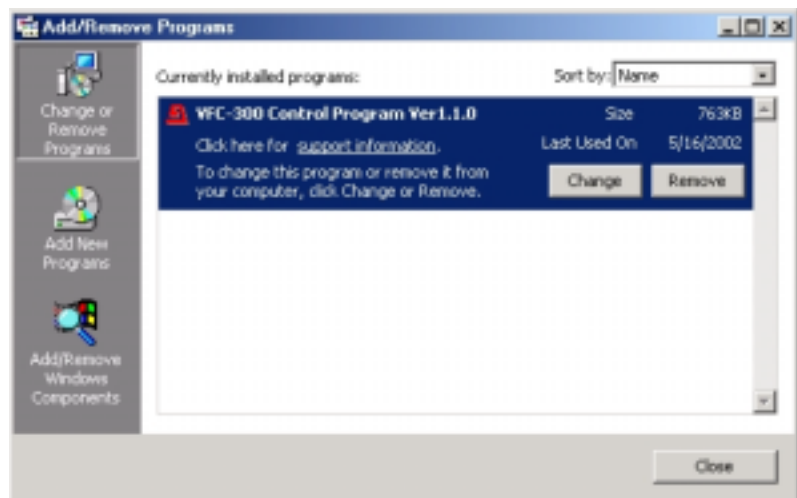 Add/Remove Programs
Change or
Remove
Programs
Add New
Programs
Add/Remove
Windows
Components
Currently installed programs:
Sort by: Name
VFC-300 Control Program Ver1.1.0
Size 763KB
Click here for support information.
Last Used On 5/16/2002
To change this program or remove it from
your computer, click Change or Remove.
Change
Remove
Close